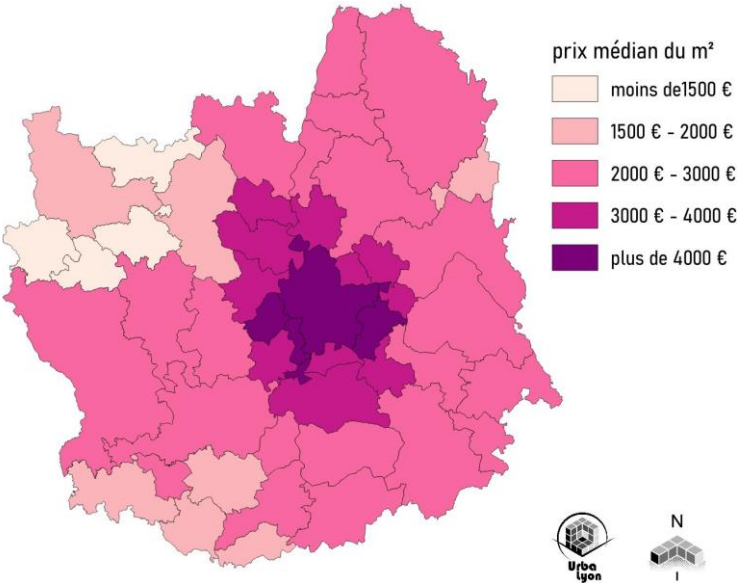 prix médian du m²
moins de1500 €
1500 € - 2000 €
2000 € - 3000 €
3000 € - 4000 €
plus de 4000 €
N
Urba
Lyon